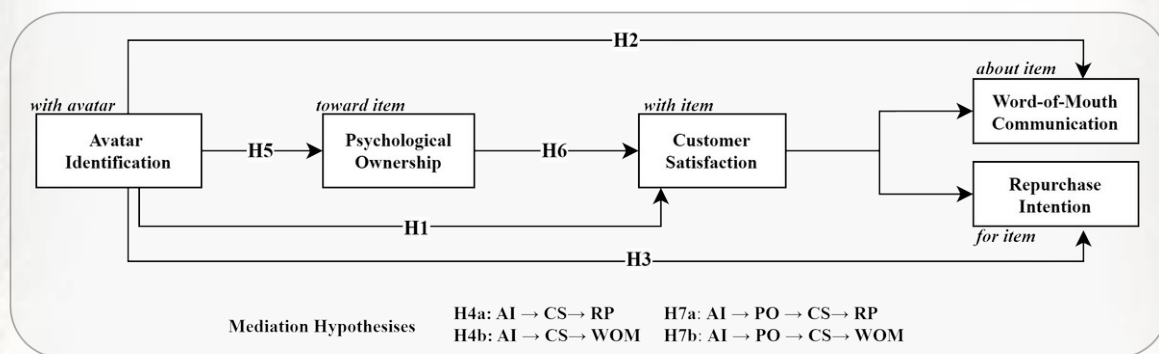 H2
about item
with avatar
toward item
with item
Word-of-Mouth
Communication
Avatar
Identification
H5
Psychological
Ownership
H6
Customer
Satisfaction
Repurchase
Intention
H1
for item
H3
Mediation Hypothesises
H4a: AI → CS→ RP
H4b: AI → CS→ WOM
H7a: AI → PO → CS→ RP
H7b: AI → PO → CS→ WOM